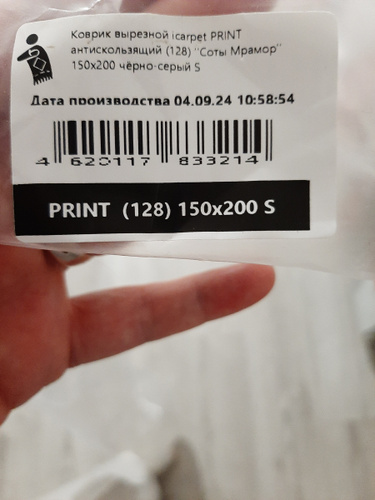 Коврик вырезной icarpet PRINT
антискользящий (128) "Соты Мрамор"
150x200 чёрно-серый S
Дата производства 04.09.24 10:58:54
4 620117 833214
PRINT (128) 150x200 S